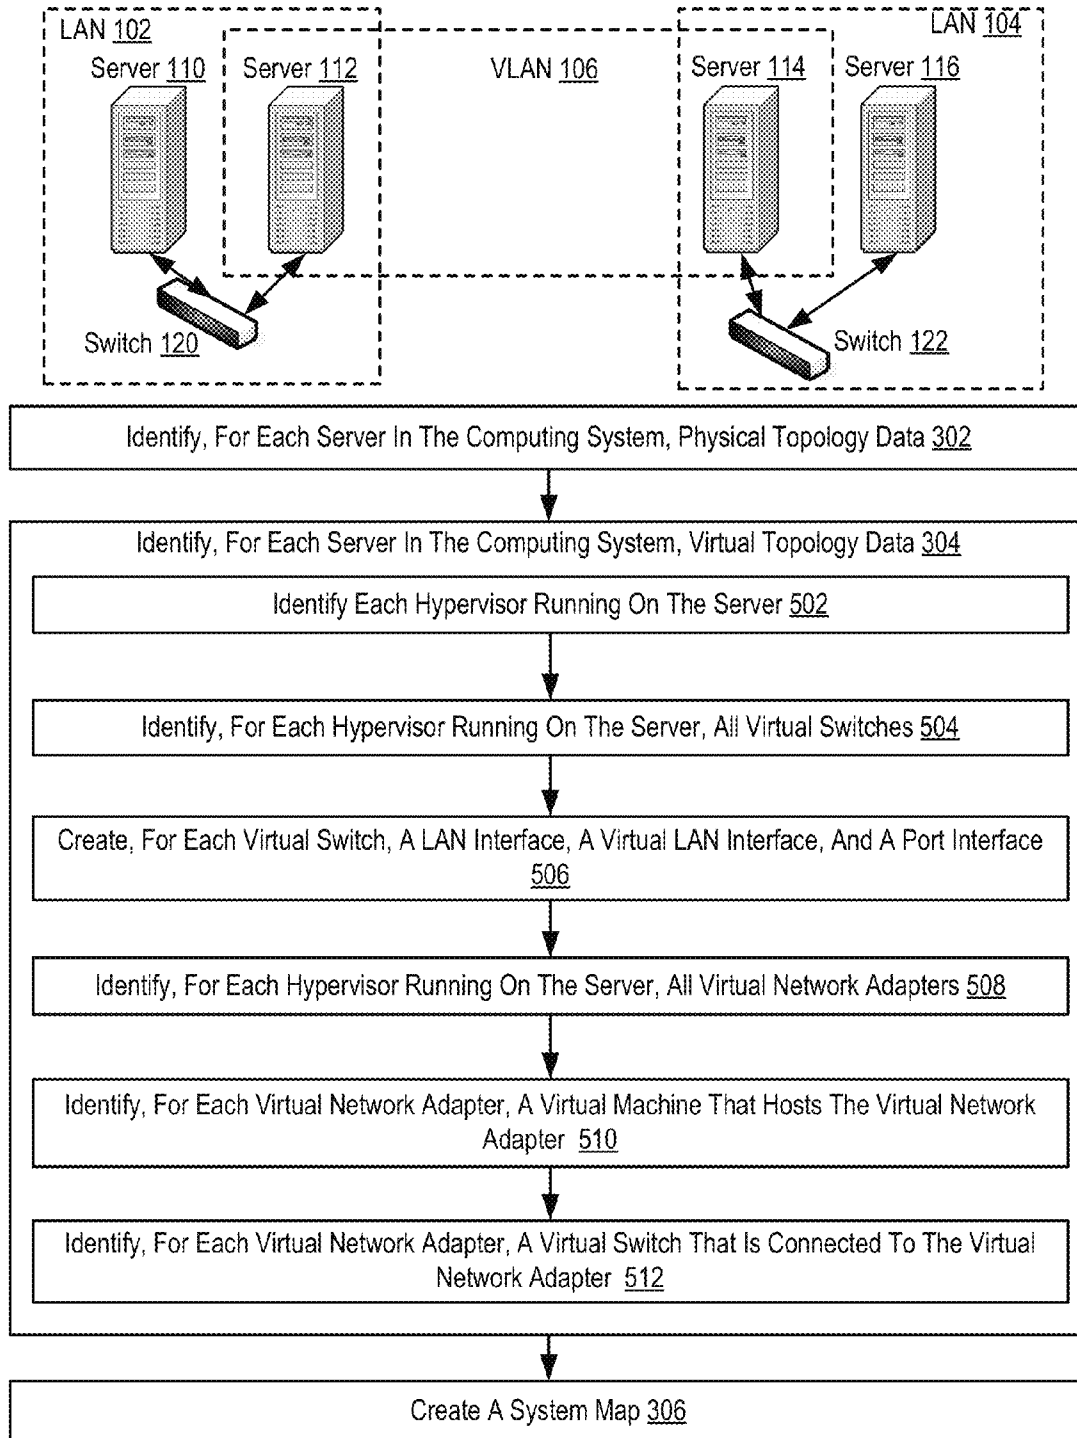 LAN 102
LAN 104
Server 110
Server 112
VLAN 106
Server 114
Server 116
Switch 120
Switch 122
Identify, For Each Server In The Computing System, Physical Topology Data 302
Identify, For Each Server In The Computing System, Virtual Topology Data 304
Identify Each Hypervisor Running On The Server 502
Identify, For Each Hypervisor Running On The Server, All Virtual Switches 504
Create, For Each Virtual Switch, A LAN Interface, A Virtual LAN Interface, And A Port Interface
506
Identify, For Each Hypervisor Running On The Server, All Virtual Network Adapters 508
Identify, For Each Virtual Network Adapter, A Virtual Machine That Hosts The Virtual Network
Adapter 510
Identify, For Each Virtual Network Adapter, A Virtual Switch That Is Connected To The Virtual
Network Adapter 512
Create A System Map 306